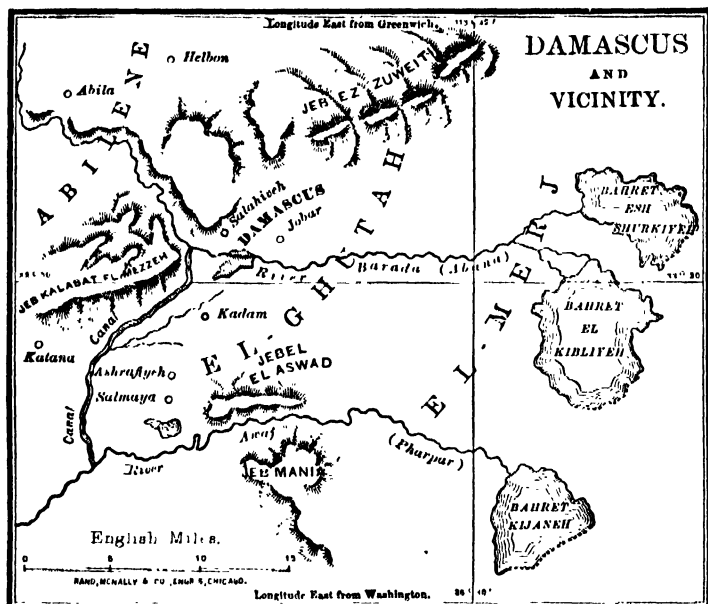 Longitude East from Greenwich.
DAMASCUS
AND
VICINITY.
Helbon
Abila
ABILENE
JEB EZ ZUWEITI
Salahiyeh
DAMASCUS
Jobar
BAHRET
ESH
SHURKIYEH
River Barada (Abana)
JEB KALABAT EL MEZZEH
EL-GHUTAH
EL-MERJ
BAHRET
EL
KIBLIYEH
Canal
Kadam
Katana
Ashrafiyeh
JEBEL
EL ASWAD
Salmaya
Canal
River Awaj (Pharpar)
JEB MANIA
BAHRET
KIJANEH
English Miles.
0 5 10 15
RAND, McNALLY & CO., ENGR'S, CHICAGO.
Longitude East from Washington.